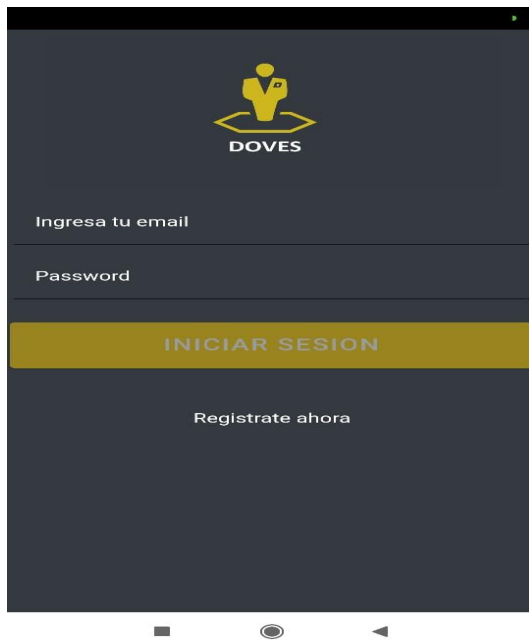 DOVES
Ingresa tu email
Password
INICIAR SESION
Registrate ahora